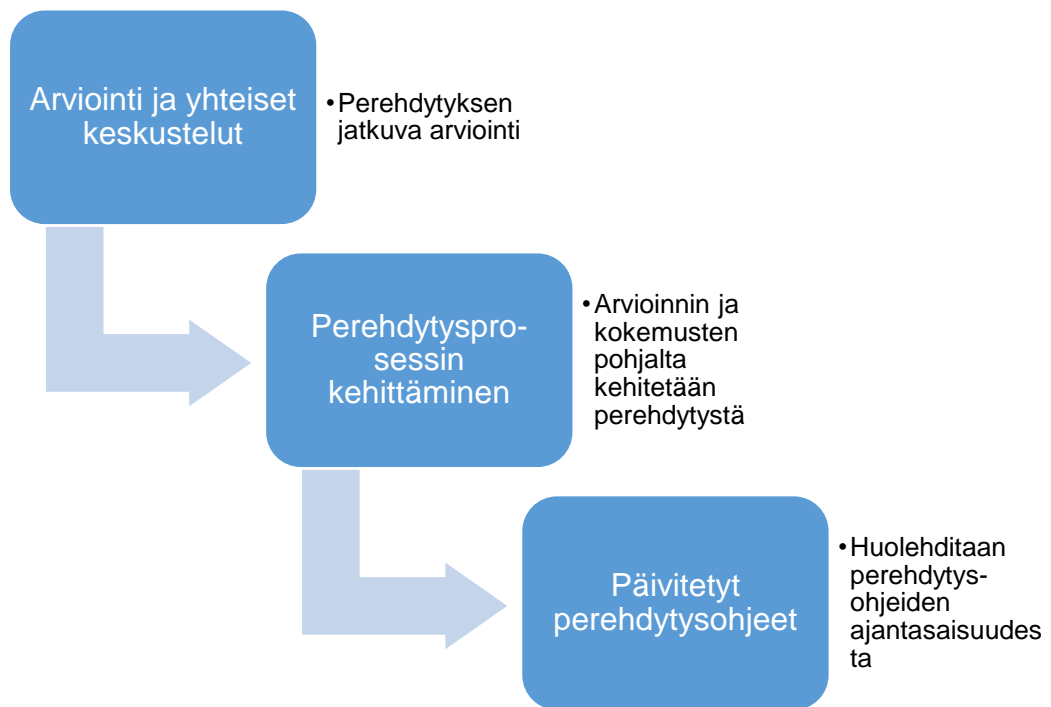 Arviointi ja yhteiset
keskustelut
•Perehdytyksen
jatkuva arviointi
Perehdytyspro-
sessin
kehittäminen
•Arvioinnin ja
kokemusten
pohjalta
kehitetään
perehdytystä
Päivitetyt
perehdytysohjeet
•Huolehditaan
perehdytys-
ohjeiden
ajantasaisuudes
ta